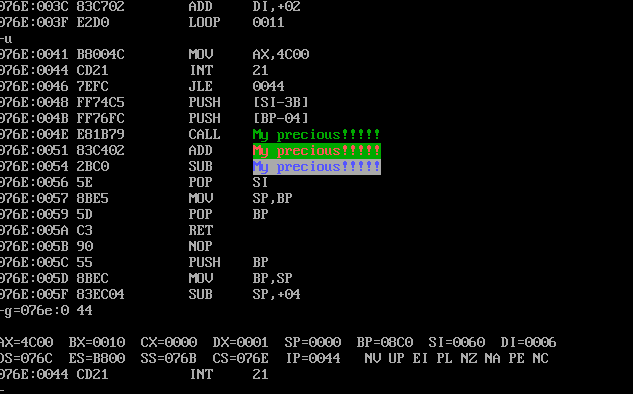 076E:003C 83C702 ADD DI,+02
076E:003F E2D0 LOOP 0011
-u
076E:0041 B8004C MOV AX,4C00
076E:0044 CD21 INT 21
076E:0046 7EFC JLE 0044
076E:0048 FF74C5 PUSH [SI-3B]
076E:004B FF76FC PUSH [BP-04]
076E:004E E81B79 CALL My precious!!!!!
076E:0051 83C402 ADD My precious!!!!!
076E:0054 2BC0 SUB My precious!!!!!
076E:0056 5E POP SI
076E:0057 8BE5 MOV SP,BP
076E:0059 5D POP BP
076E:005A C3 RET
076E:005B 90 NOP
076E:005C 55 PUSH BP
076E:005D 8BEC MOV BP,SP
076E:005F 83EC04 SUB SP,+04
-g=076e:0 44
AX=4C00 BX=0010 CX=0000 DX=0001 SP=0000 BP=08C0 SI=0060 DI=0006
DS=076C ES=B800 SS=076B CS=076E IP=0044 NV UP EI PL NZ NA PE NC
076E:0044 CD21 INT 21
-